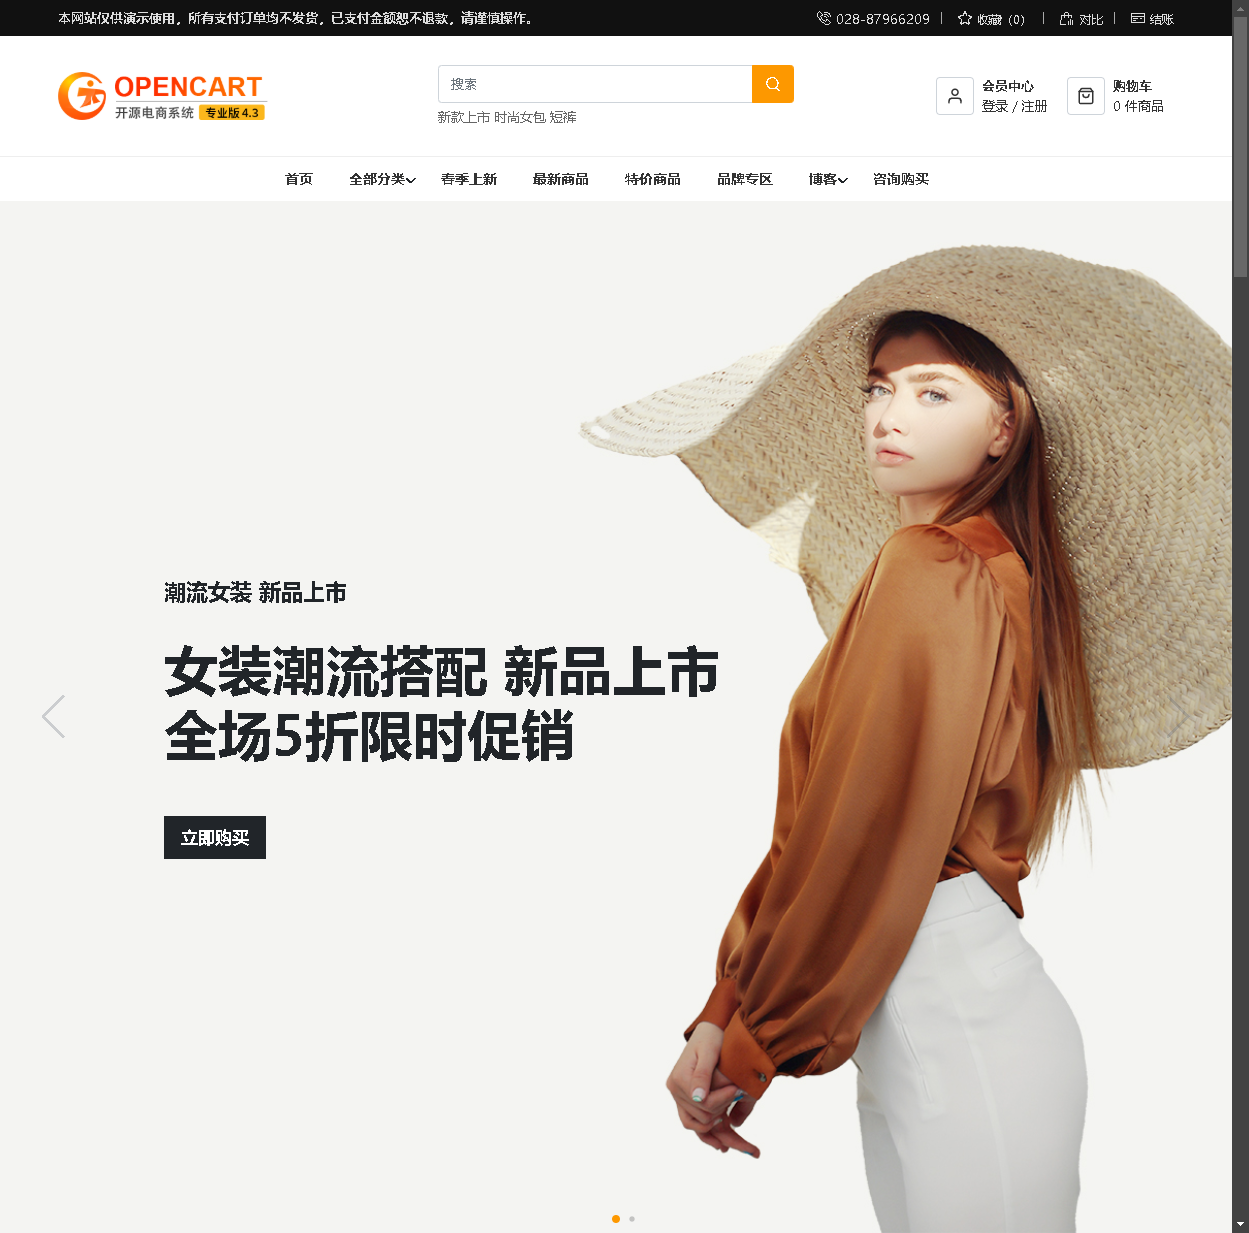 本网站仅供演示使用，所有支付订单均不发货，已支付金额恕不退款，请谨慎操作。
028-87966209
收藏（0）
对比
结账
OPENCART
开源电商系统 专业版 4.3
搜索
新款上市 时尚女包 短裤
会员中心
登录 / 注册
购物车
0 件商品
首页 全部分类 春季上新 最新商品 特价商品 品牌专区 博客 咨询购买
潮流女装 新品上市
女装潮流搭配 新品上市
全场5折限时促销
立即购买